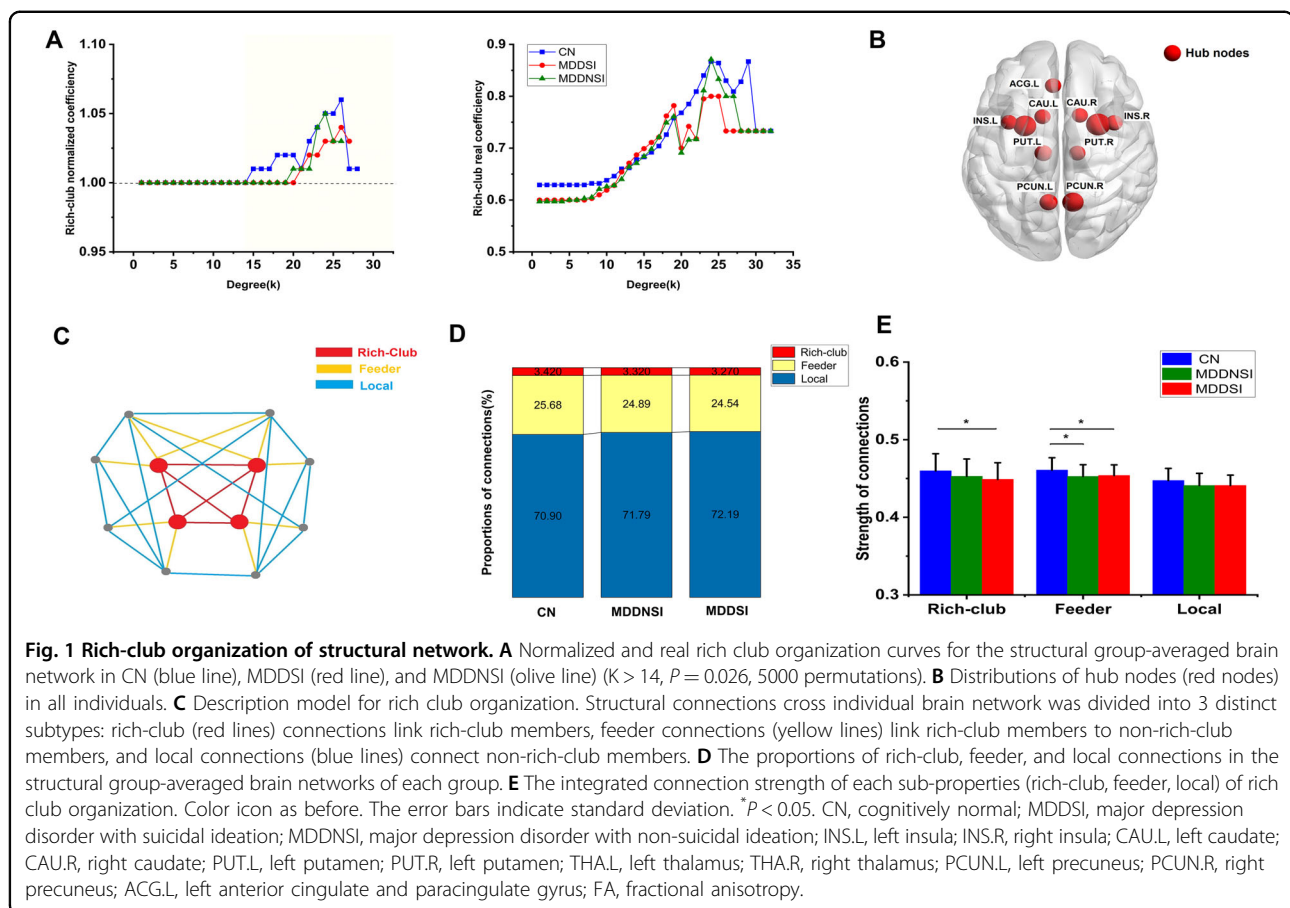 A
1.10
1.05
1.00
0.95
Rich-club normalized coefficiency
0 5 10 15 20 25 30
Degree(k)
0.9
0.8
0.7
0.6
0.5
Rich-club real coefficiency
CN
MDDSI
MDDNSI
0 5 10 15 20 25 30 35
Degree(k)
B
Hub nodes
ACG.L
CAU.L
CAU.R
INS.L
INS.R
PUT.L
PUT.R
PCUN.L
PCUN.R
C
Rich-Club
Feeder
Local
D
Proportions of connections(%)
Rich-club
Feeder
Local
3.420 3.320 3.270
25.68 24.89 24.54
70.90 71.79 72.19
CN MDDNSI MDDSI
E
0.6
0.5
0.4
0.3
Strength of connections
CN
MDDNSI
MDDSI
* * *
Rich-club Feeder Local
Fig. 1 Rich-club organization of structural network. A Normalized and real rich club organization curves for the structural group-averaged brain
network in CN (blue line), MDDSI (red line), and MDDNSI (olive line) (K > 14, P = 0.026, 5000 permutations). B Distributions of hub nodes (red nodes)
in all individuals. C Description model for rich club organization. Structural connections cross individual brain network was divided into 3 distinct
subtypes: rich-club (red lines) connections link rich-club members, feeder connections (yellow lines) link rich-club members to non-rich-club
members, and local connections (blue lines) connect non-rich-club members. D The proportions of rich-club, feeder, and local connections in the
structural group-averaged brain networks of each group. E The integrated connection strength of each sub-properties (rich-club, feeder, local) of rich
club organization. Color icon as before. The error bars indicate standard deviation. *P < 0.05. CN, cognitively normal; MDDSI, major depression
disorder with suicidal ideation; MDDNSI, major depression disorder with non-suicidal ideation; INS.L, left insula; INS.R, right insula; CAU.L, left caudate;
CAU.R, right caudate; PUT.L, left putamen; PUT.R, left putamen; THA.L, left thalamus; THA.R, right thalamus; PCUN.L, left precuneus; PCUN.R, right
precuneus; ACG.L, left anterior cingulate and paracingulate gyrus; FA, fractional anisotropy.